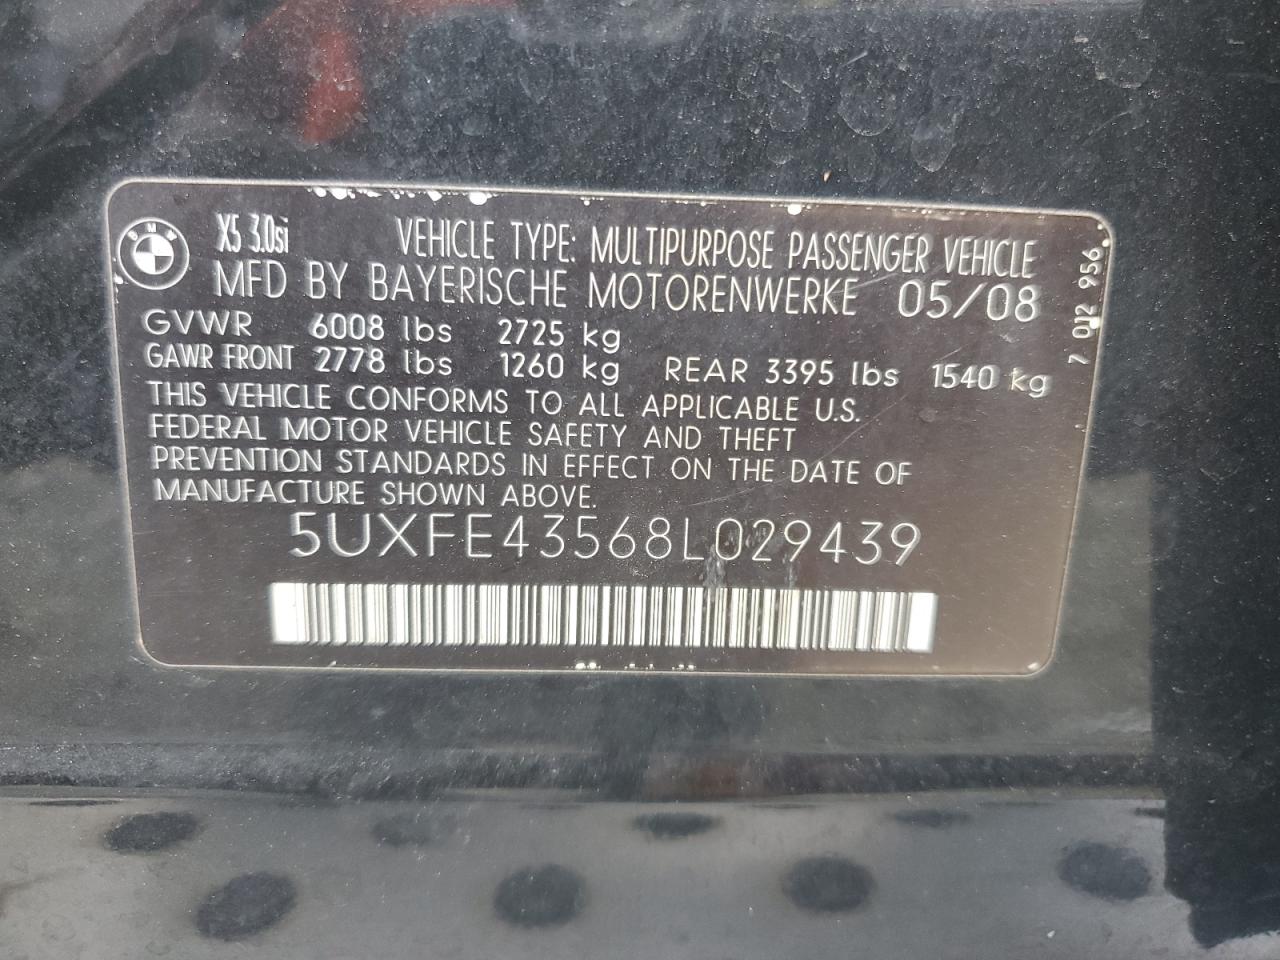 BMW
X5 3.0si VEHICLE TYPE: MULTIPURPOSE PASSENGER VEHICLE
MFD BY BAYERISCHE MOTORENWERKE 05/08
GVWR 6008 lbs 2725 kg
GAWR FRONT 2778 lbs 1260 kg REAR 3395 lbs 1540 kg
THIS VEHICLE CONFORMS TO ALL APPLICABLE U.S.
FEDERAL MOTOR VEHICLE SAFETY AND THEFT
PREVENTION STANDARDS IN EFFECT ON THE DATE OF
MANUFACTURE SHOWN ABOVE.
5UXFE43568L029439
7 012 956